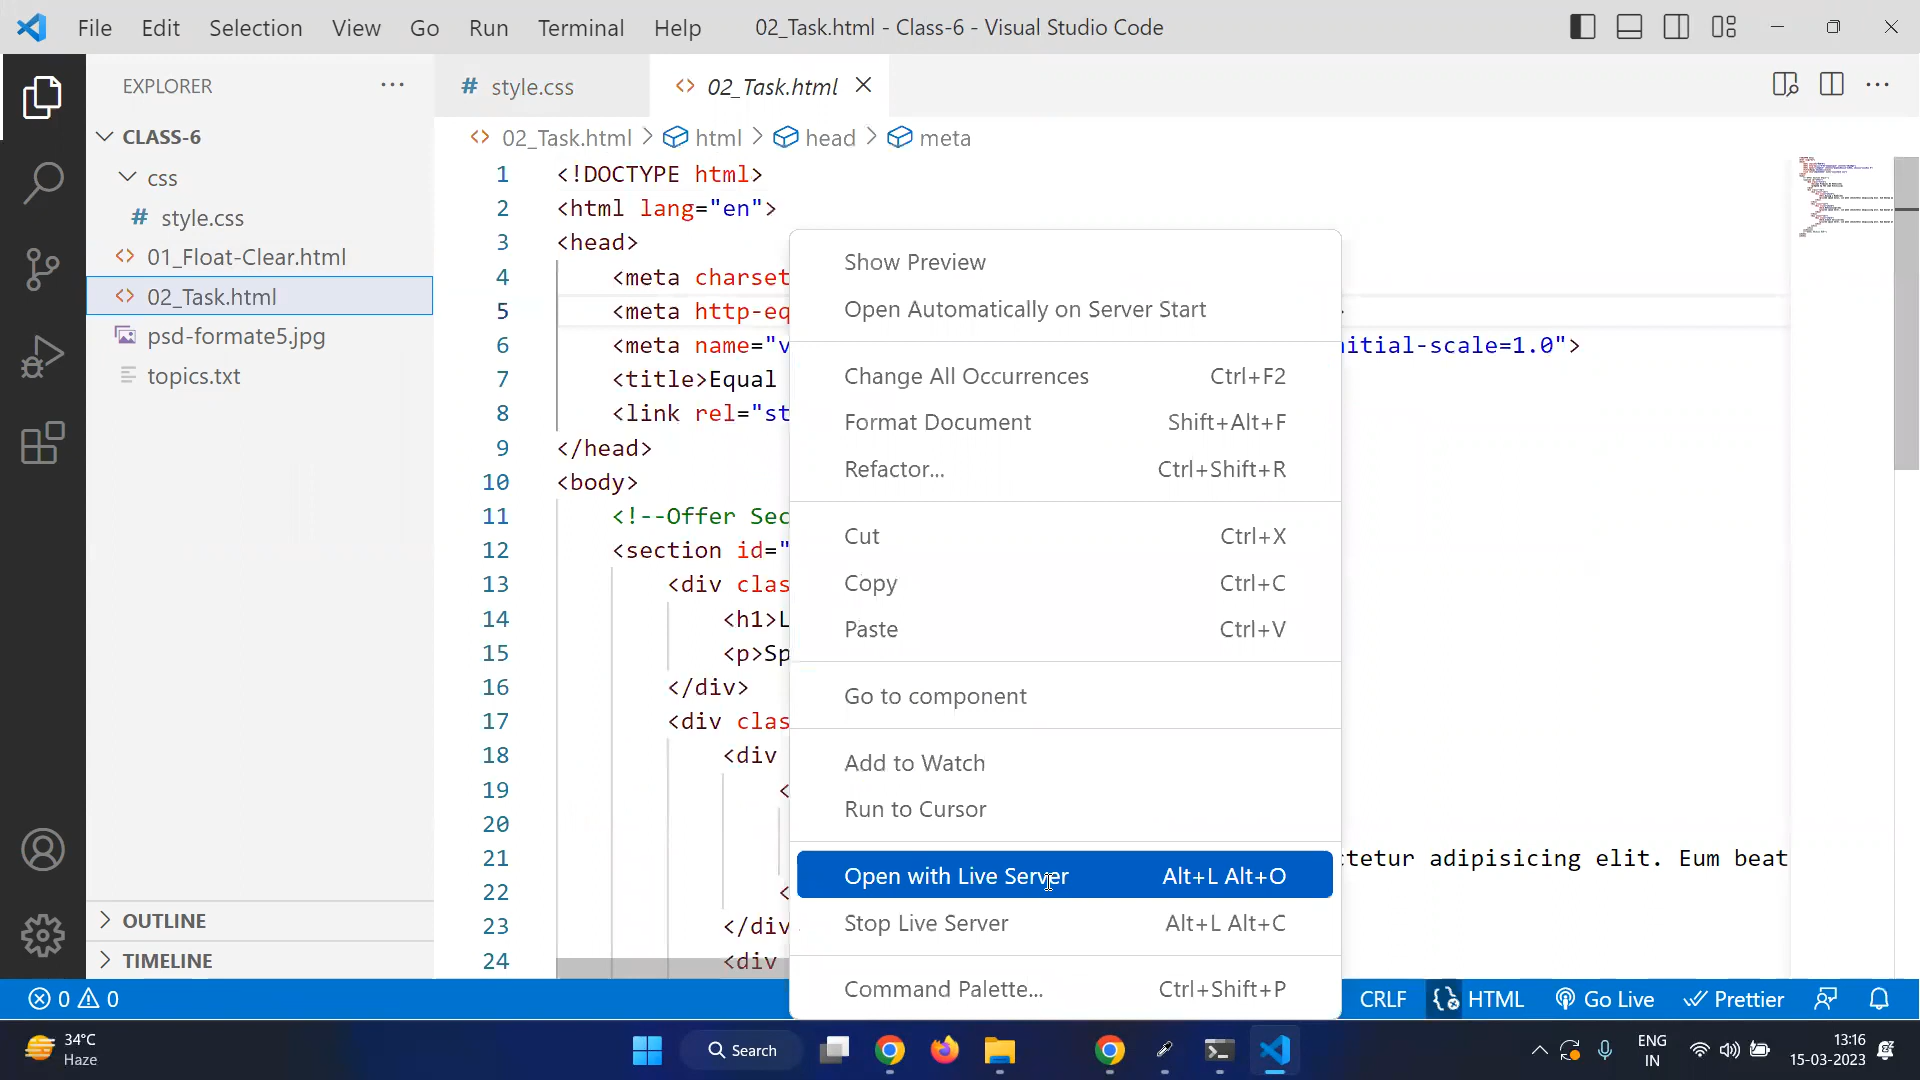 File Edit Selection View Go Run Terminal Help 02_Task.html - Class-6 - Visual Studio Code
EXPLORER
CLASS-6
css
# style.css
<> 01_Float-Clear.html
<> 02_Task.html
psd-formate5.jpg
topics.txt
OUTLINE
TIMELINE
# style.css <> 02_Task.html
<> 02_Task.html > html > head > meta
1 <!DOCTYPE html>
2 <html lang="en">
3 <head>
4 <meta charset
5 <meta http-eq
6 <meta name="v nitial-scale=1.0">
7 <title>Equal
8 <link rel="st
9 </head>
10 <body>
11 <!--Offer Sec
12 <section id="
13 <div clas
14 <h1>L
15 <p>Sp
16 </div>
17 <div clas
18 <div
19 <
20
21 ctetur adipisicing elit. Eum beat
22 <
23 </div
24 <div
Show Preview
Open Automatically on Server Start
Change All Occurrences Ctrl+F2
Format Document Shift+Alt+F
Refactor... Ctrl+Shift+R
Cut Ctrl+X
Copy Ctrl+C
Paste Ctrl+V
Go to component
Add to Watch
Run to Cursor
Open with Live Server Alt+L Alt+O
Stop Live Server Alt+L Alt+C
Command Palette... Ctrl+Shift+P
0 0 CRLF HTML Go Live Prettier
34°C
Haze
Search
ENG
IN
13:16
15-03-2023